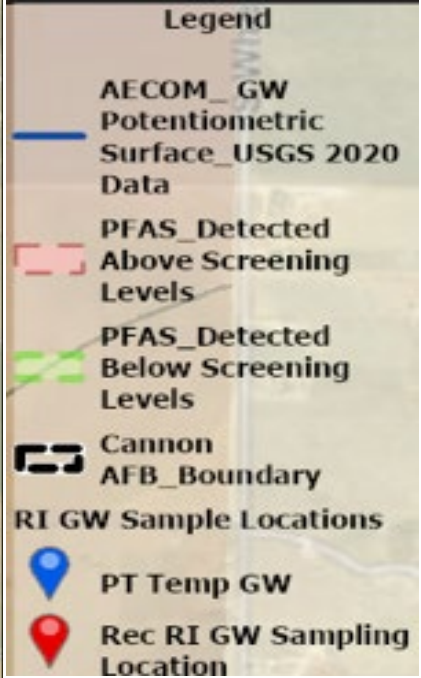 Legend
AECOM_ GW
Potentiometric
Surface_USGS 2020
Data
PFAS_Detected
Above Screening
Levels
PFAS_Detected
Below Screening
Levels
Cannon
AFB_Boundary
RI GW Sample Locations
PT Temp GW
Rec RI GW Sampling
Location